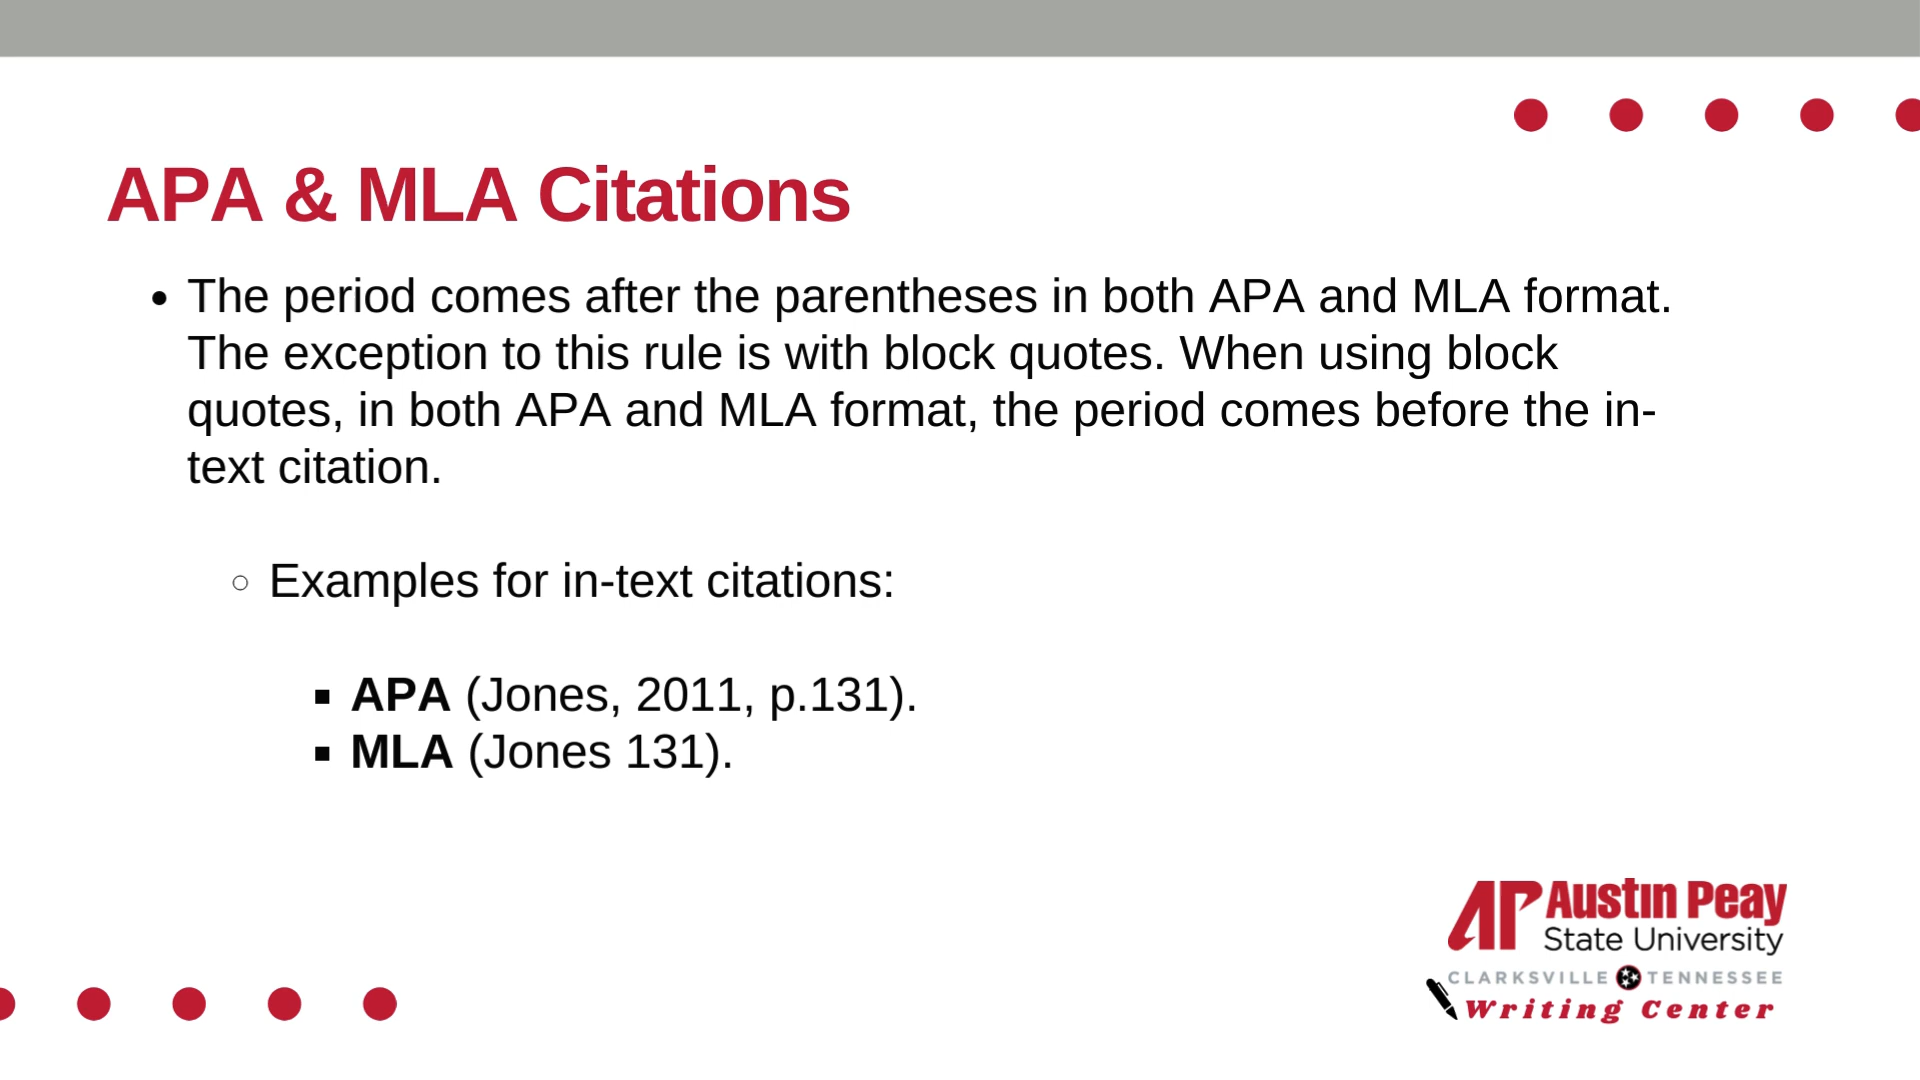 APA & MLA Citations
• The period comes after the parentheses in both APA and MLA format.
The exception to this rule is with block quotes. When using block
quotes, in both APA and MLA format, the period comes before the in-
text citation.
○ Examples for in-text citations:
▪ APA (Jones, 2011, p.131).
▪ MLA (Jones 131).
AP Austin Peay
State University
CLARKSVILLE TENNESSEE
Writing Center